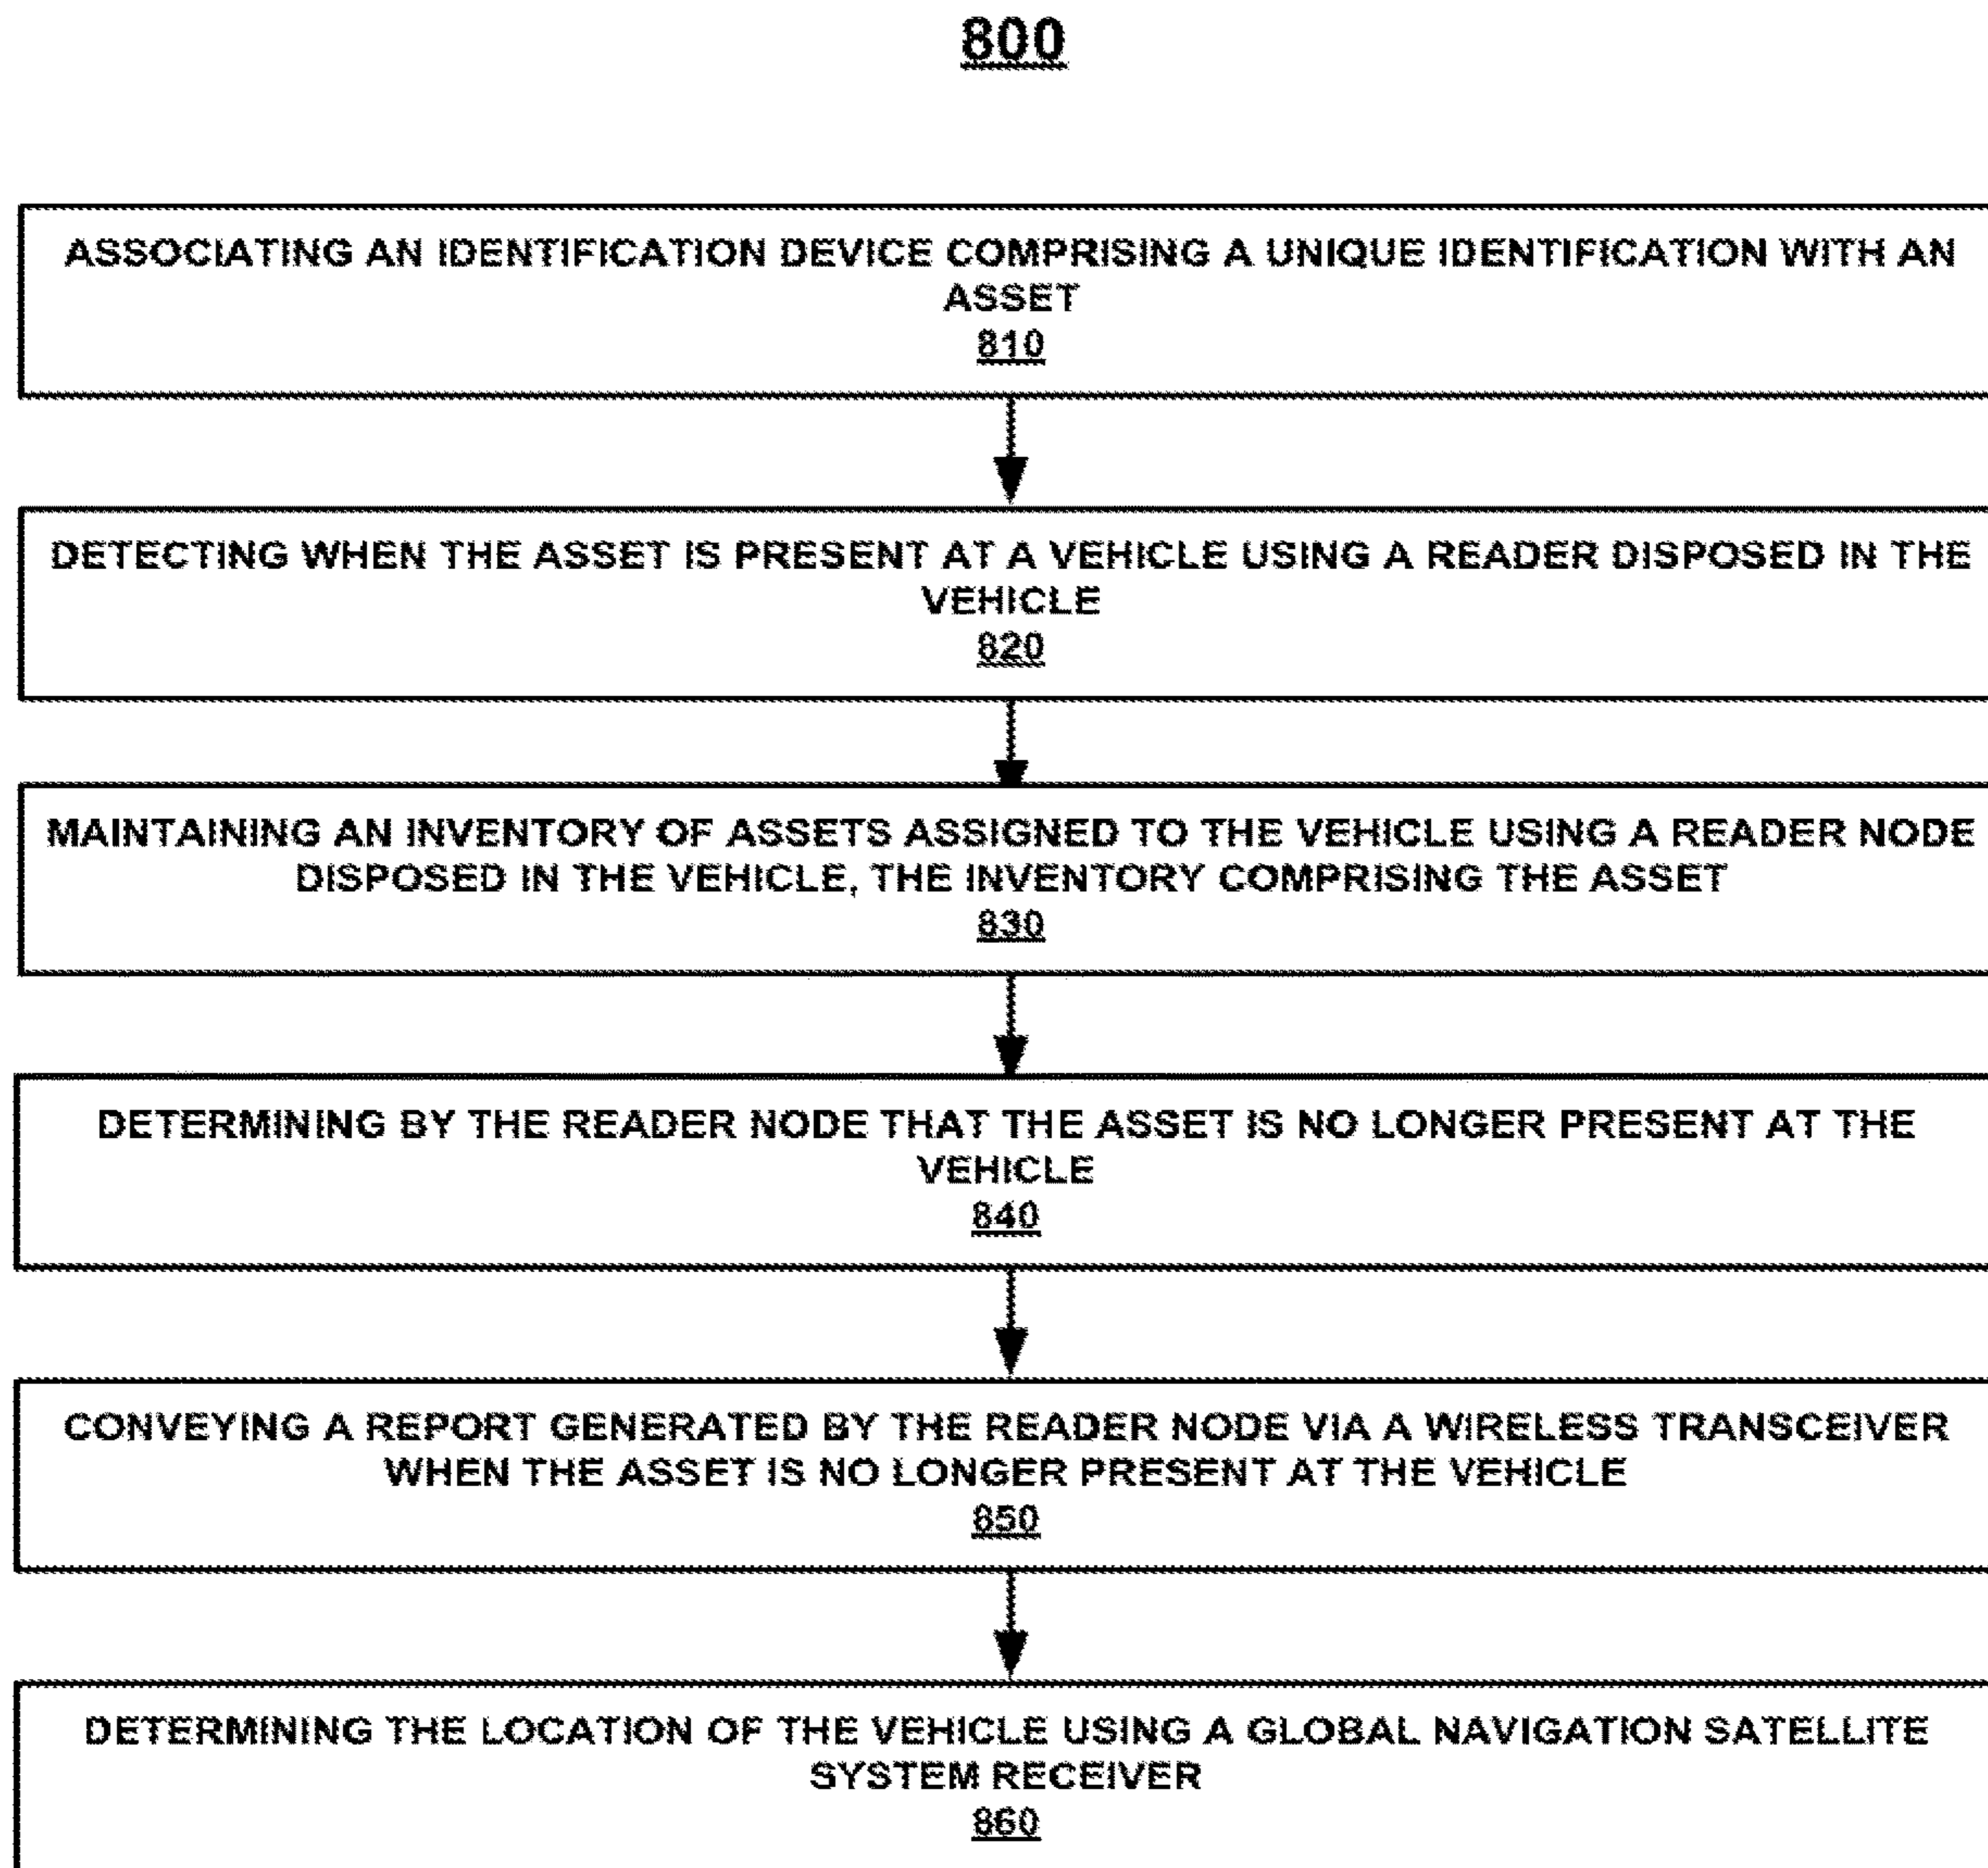 800
ASSOCIATING AN IDENTIFICATION DEVICE COMPRISING A UNIQUE IDENTIFICATION WITH AN
ASSET
810
DETECTING WHEN THE ASSET IS PRESENT AT A VEHICLE USING A READER DISPOSED IN THE
VEHICLE
820
MAINTAINING AN INVENTORY OF ASSETS ASSIGNED TO THE VEHICLE USING A READER NODE
DISPOSED IN THE VEHICLE, THE INVENTORY COMPRISING THE ASSET
830
DETERMINING BY THE READER NODE THAT THE ASSET IS NO LONGER PRESENT AT THE
VEHICLE
840
CONVEYING A REPORT GENERATED BY THE READER NODE VIA A WIRELESS TRANSCEIVER
WHEN THE ASSET IS NO LONGER PRESENT AT THE VEHICLE
850
DETERMINING THE LOCATION OF THE VEHICLE USING A GLOBAL NAVIGATION SATELLITE
SYSTEM RECEIVER
860